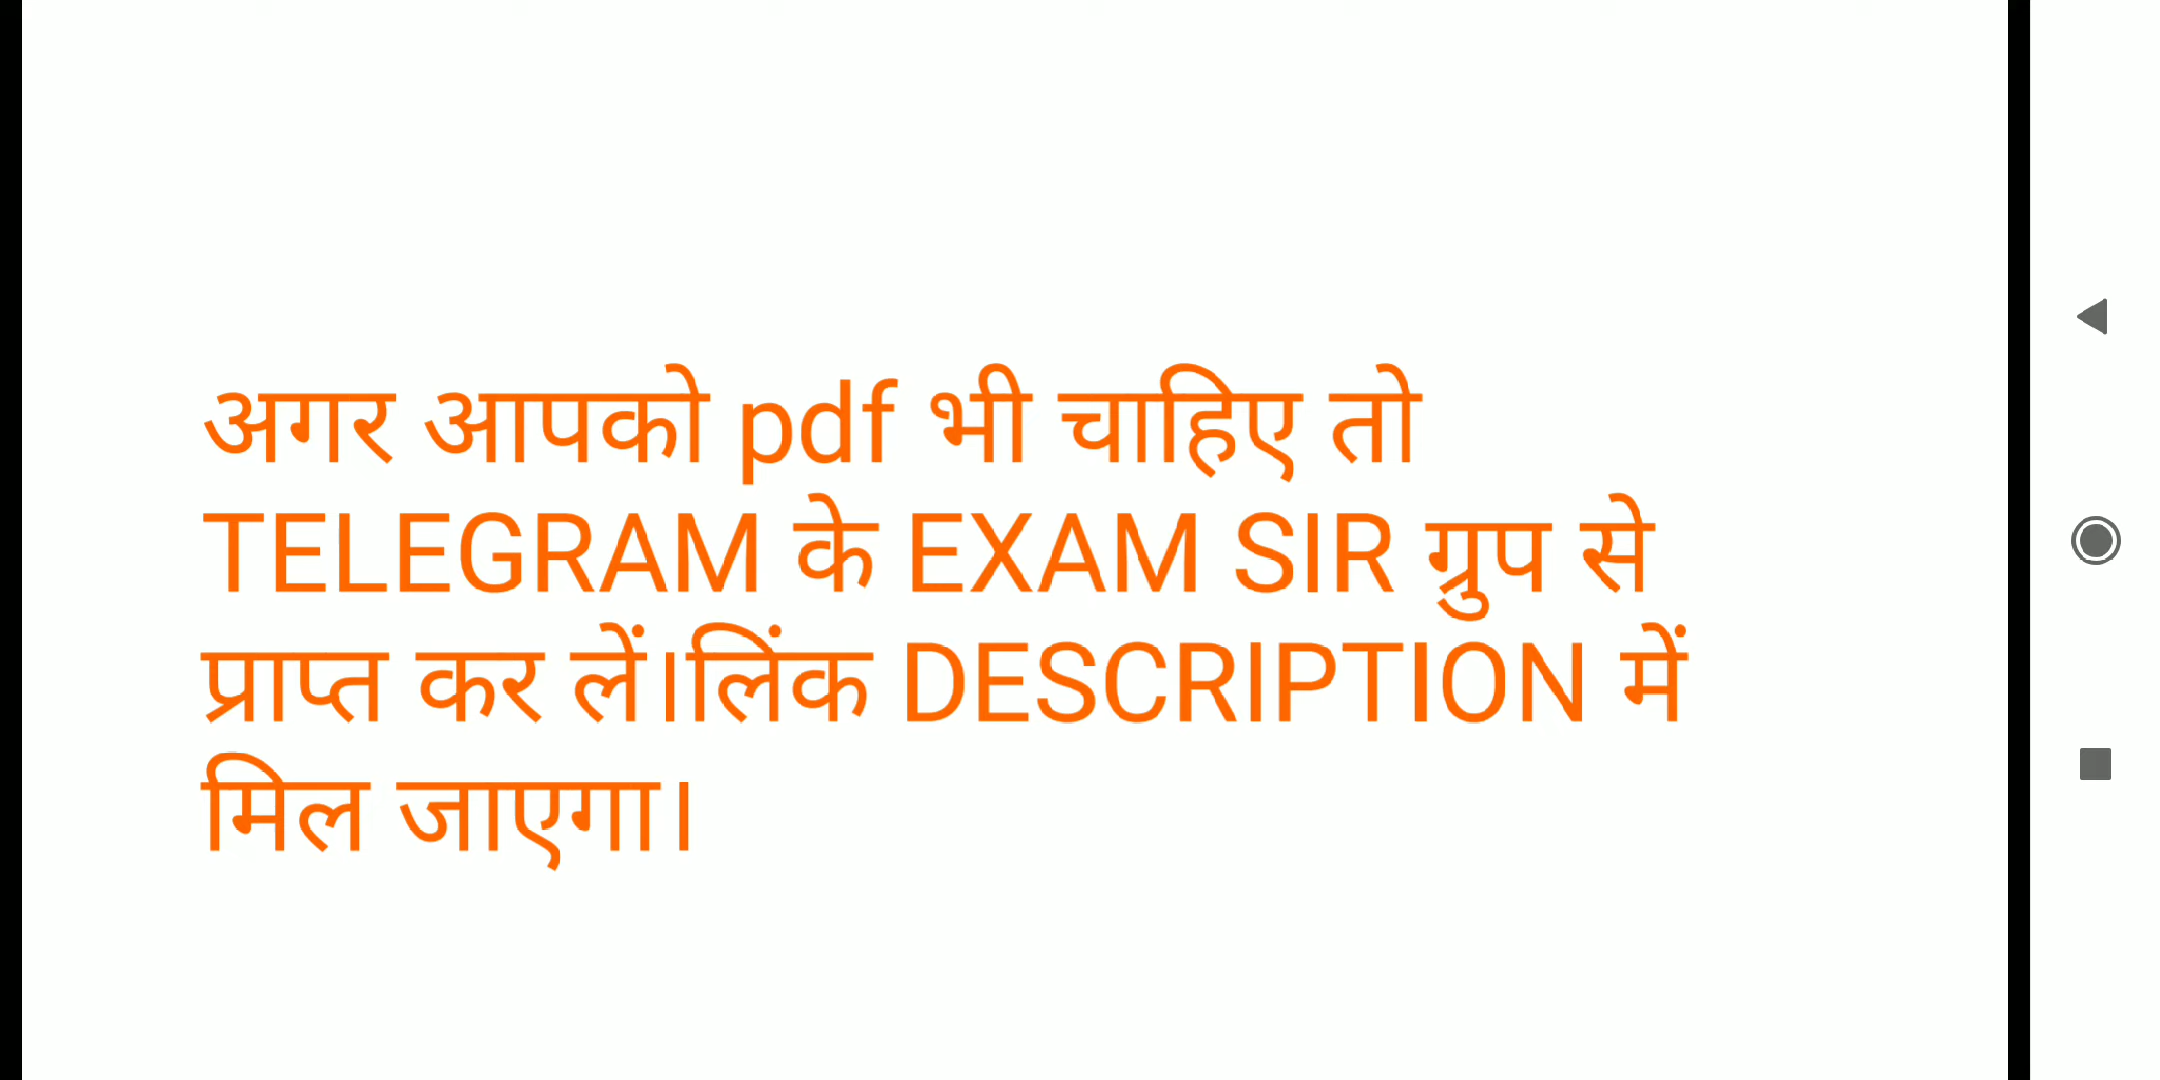 अगर आपको pdf भी चाहिए तो
TELEGRAM के EXAM SIR ग्रुप से
प्राप्त कर लें।लिंक DESCRIPTION में
मिल जाएगा।